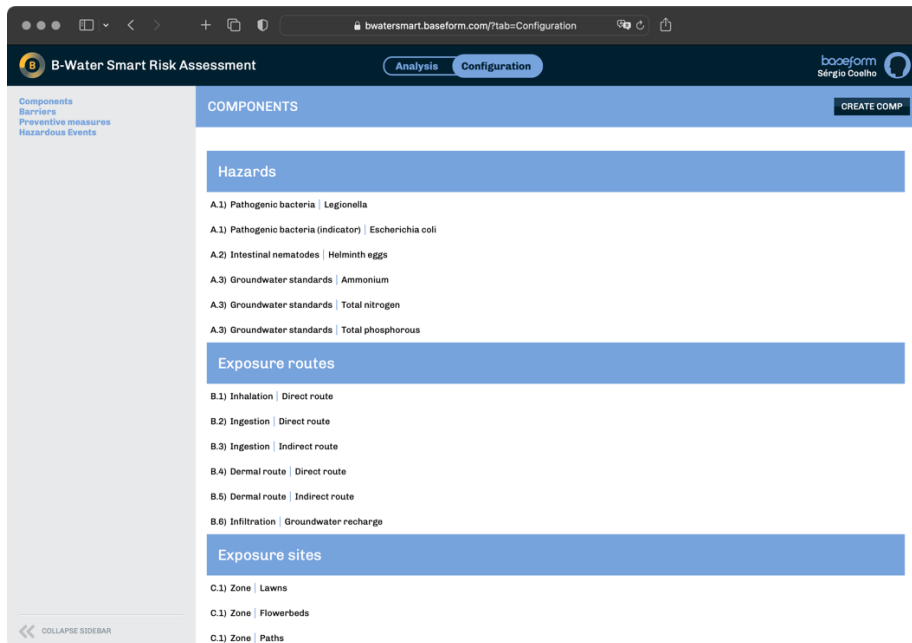 bwatersmart.baseform.com/?tab=Configuration
B B-Water Smart Risk Assessment
Analysis Configuration
baseform
Sérgio Coelho
Components
Barriers
Preventive measures
Hazardous Events
COMPONENTS
CREATE COMP
Hazards
A.1) Pathogenic bacteria | Legionella
A.1) Pathogenic bacteria (indicator) | Escherichia coli
A.2) Intestinal nematodes | Helminth eggs
A.3) Groundwater standards | Ammonium
A.3) Groundwater standards | Total nitrogen
A.3) Groundwater standards | Total phosphorous
Exposure routes
B.1) Inhalation | Direct route
B.2) Ingestion | Direct route
B.3) Ingestion | Indirect route
B.4) Dermal route | Direct route
B.5) Dermal route | Indirect route
B.6) Infiltration | Groundwater recharge
Exposure sites
C.1) Zone | Lawns
C.1) Zone | Flowerbeds
C.1) Zone | Paths
COLLAPSE SIDEBAR